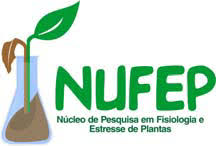 NUFEP
Núcleo de Pesquisa em Fisiologia e
Estresse de Plantas